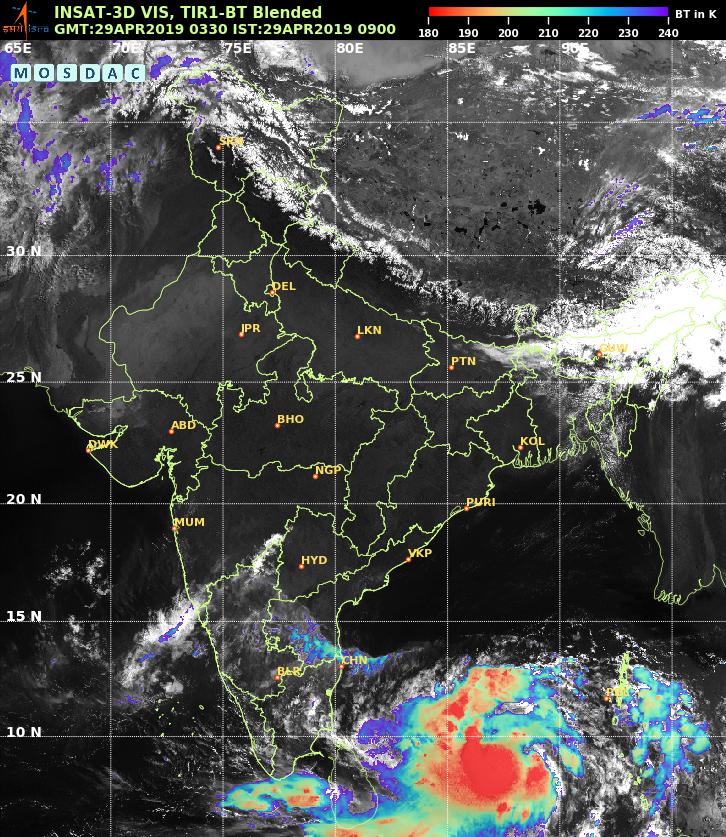 INSAT-3D VIS, TIR1-BT Blended
GMT:29APR2019 0330 IST:29APR2019 0900
BT in K
180 190 200 210 220 230 240
65E 70E 75E 80E 85E 90E
MOSDAC
SRN
30 N
DEL
JPR
LKN
GUW
PTN
25 N
ABD
BHO
DWK
KOL
NGP
20 N
PURI
MUM
HYD
VKP
15 N
CHN
BLR
10 N